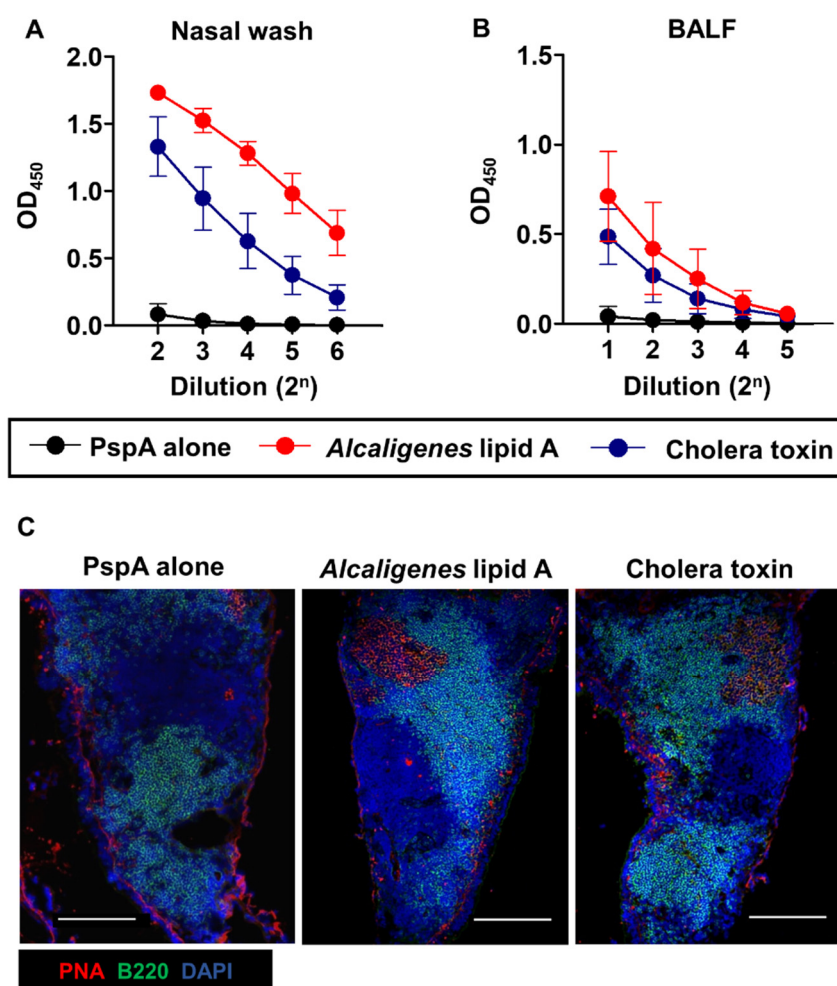 A Nasal wash
2.0
1.5
1.0
0.5
0.0
OD450
2 3 4 5 6
Dilution (2ⁿ)
B BALF
1.5
1.0
0.5
0.0
OD450
1 2 3 4 5
Dilution (2ⁿ)
PspA alone Alcaligenes lipid A Cholera toxin
C
PspA alone Alcaligenes lipid A Cholera toxin
PNA B220 DAPI